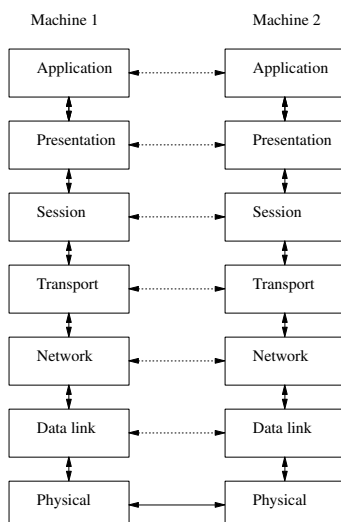 Machine 1 Machine 2
Application Application
Presentation Presentation
Session Session
Transport Transport
Network Network
Data link Data link
Physical Physical